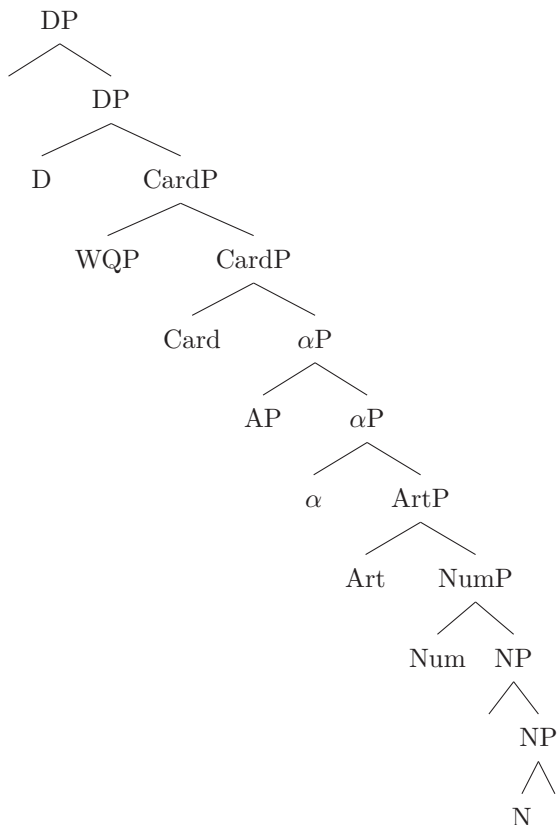 DP
DP
D CardP
WQP CardP
Card αP
AP αP
α ArtP
Art NumP
Num NP
NP
N